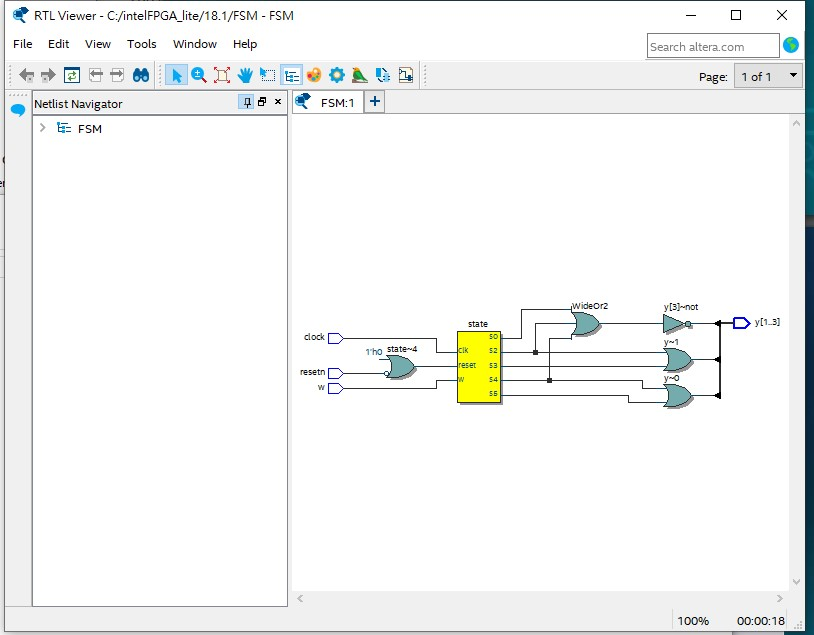 RTL Viewer - C:/intelFPGA_lite/18.1/FSM - FSM
File Edit View Tools Window Help
Search altera.com
Page: 1 of 1
Netlist Navigator
FSM:1
FSM
WideOr2
y[3]~not
y[1..3]
state
S0
clock
clk
S2
y~1
1'h0
state~4
reset
S3
resetn
w
S4
y~0
w
S5
100% 00:00:18